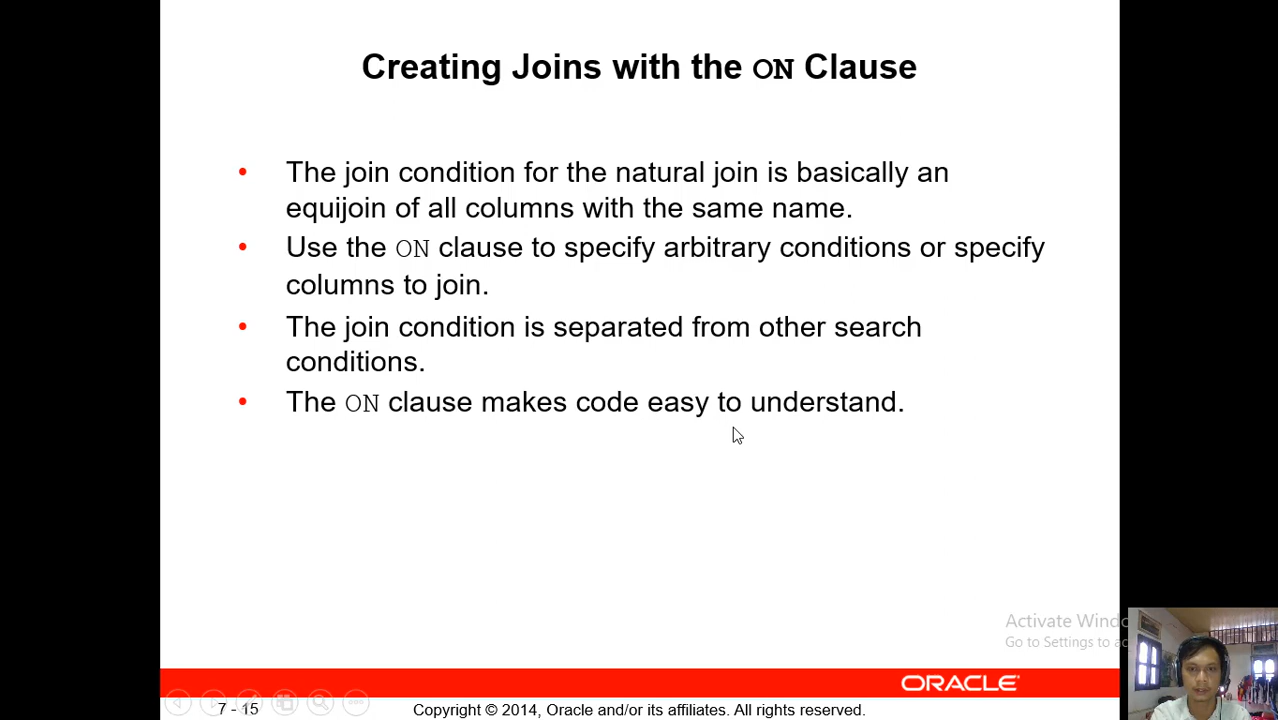 Creating Joins with the ON Clause
• The join condition for the natural join is basically an
equijoin of all columns with the same name.
• Use the ON clause to specify arbitrary conditions or specify
columns to join.
• The join condition is separated from other search
conditions.
• The ON clause makes code easy to understand.
Activate Windo
Go to Settings to ac
ORACLE
7 - 15
Copyright © 2014, Oracle and/or its affiliates. All rights reserved.